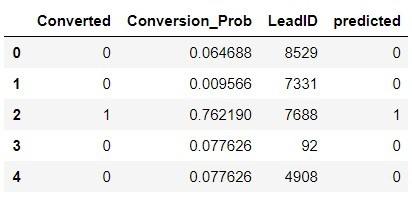 Converted Conversion_Prob LeadID predicted
0 0 0.064688 8529 0
1 0 0.009566 7331 0
2 1 0.762190 7688 1
3 0 0.077626 92 0
4 0 0.077626 4908 0